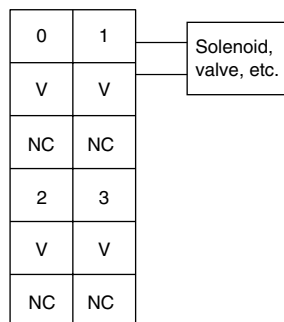 0 1
Solenoid,
valve, etc.
V V
NC NC
2 3
V V
NC NC